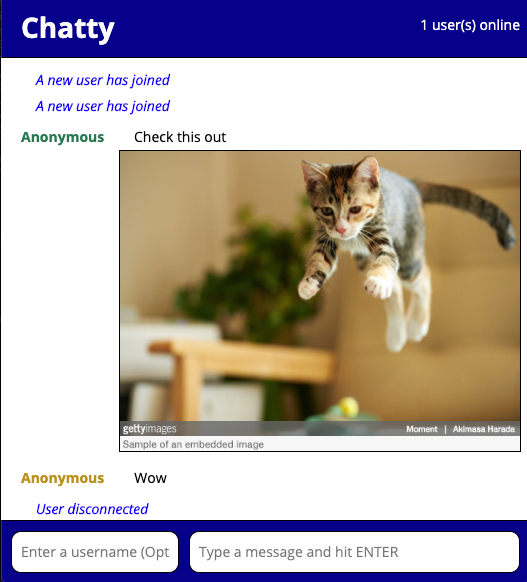 Chatty
1 user(s) online
A new user has joined
A new user has joined
Anonymous Check this out
gettyimages Moment | Akimasa Harada
Sample of an embedded image
Anonymous Wow
User disconnected
Enter a username (Opt
Type a message and hit ENTER